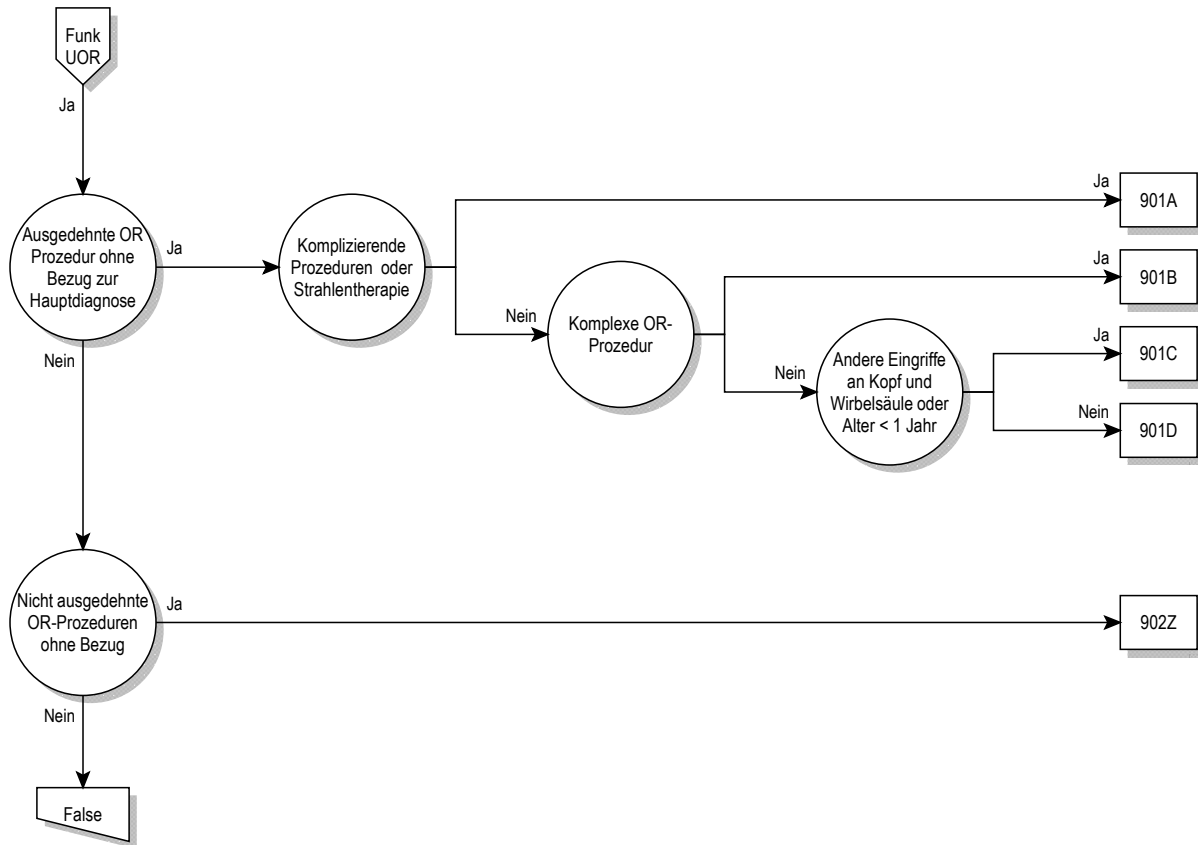 Funk
UOR
Ja
Ausgedehnte OR
Prozedur ohne
Bezug zur
Hauptdiagnose
Ja
Komplizierende
Prozeduren oder
Strahlentherapie
Ja
901A
Nein
Komplexe OR-
Prozedur
Ja
901B
Nein
Andere Eingriffe
an Kopf und
Wirbelsäule oder
Alter < 1 Jahr
Ja
901C
Nein
901D
Nein
Nicht ausgedehnte
OR-Prozeduren
ohne Bezug
Ja
902Z
Nein
False